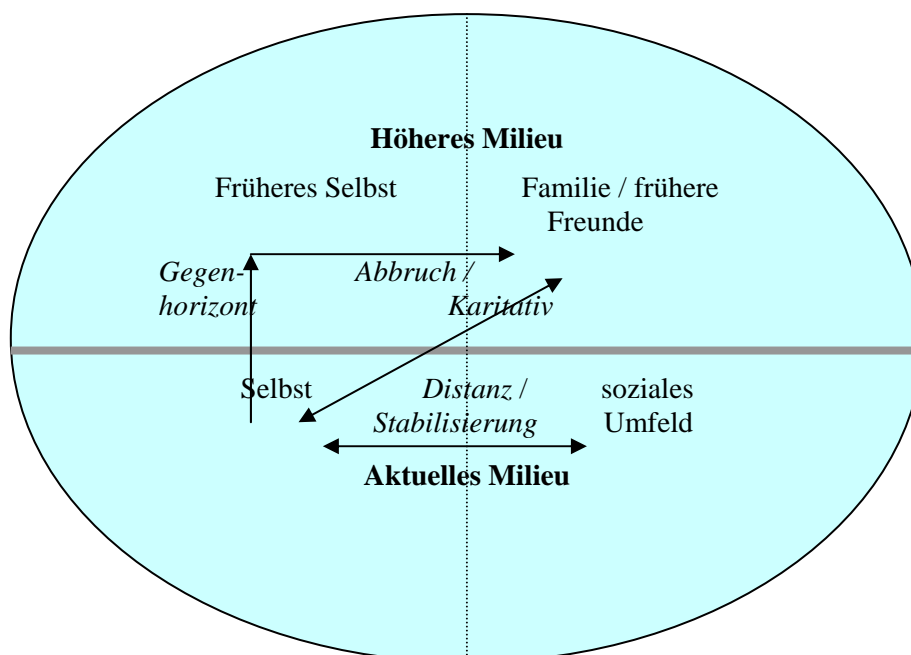 Höheres Milieu
Früheres Selbst
Familie / frühere
Freunde
Gegen-
horizont
Abbruch /
Karitativ
Selbst
Distanz /
Stabilisierung
soziales
Umfeld
Aktuelles Milieu